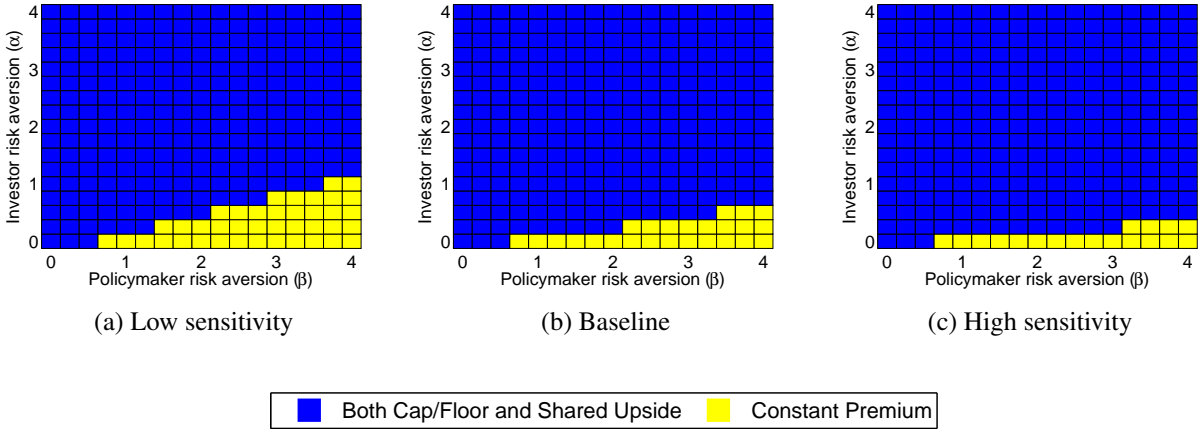 4
3
2
1
0
Investor risk aversion (α)
0 1 2 3 4
Policymaker risk aversion (β)
(a) Low sensitivity
4
3
2
1
0
Investor risk aversion (α)
0 1 2 3 4
Policymaker risk aversion (β)
(b) Baseline
4
3
2
1
0
Investor risk aversion (α)
0 1 2 3 4
Policymaker risk aversion (β)
(c) High sensitivity
Both Cap/Floor and Shared Upside Constant Premium